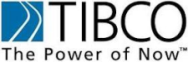 TIBCO
The Power of Now™